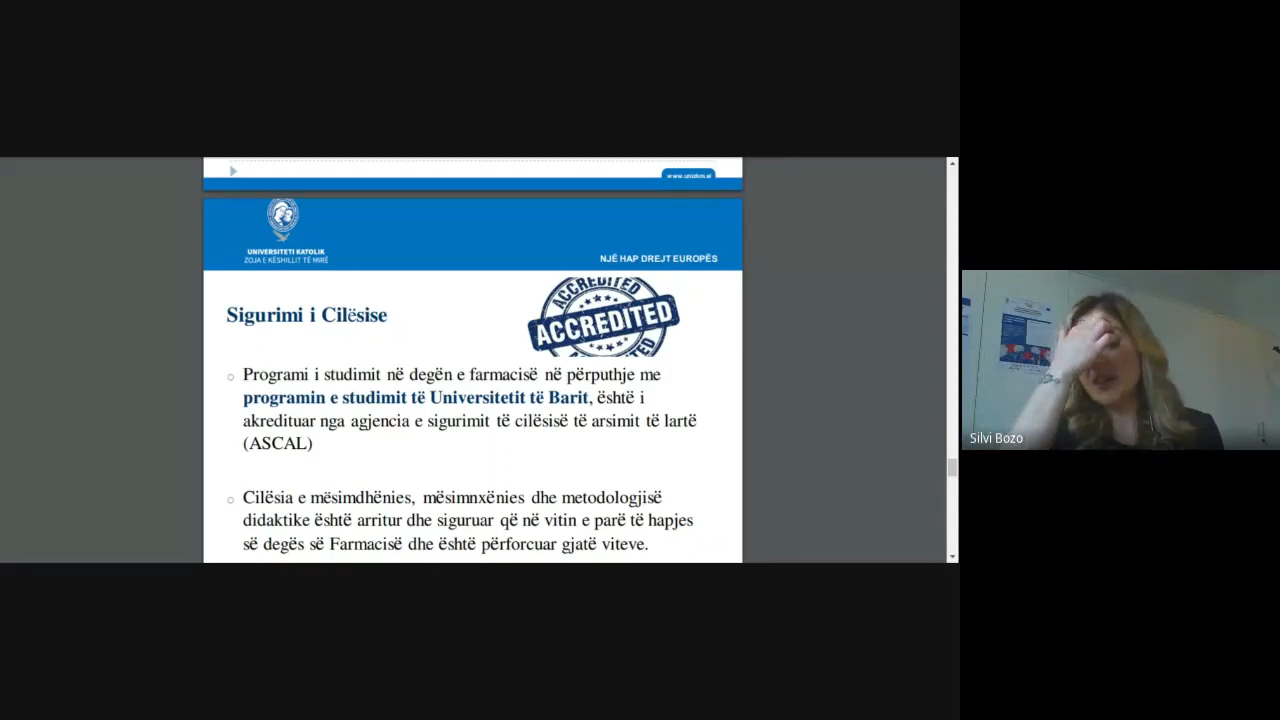 www.unizkm.al
UNIVERSITETI KATOLIK
ZOJA E KËSHILLIT TË MIRË
NJË HAP DREJT EUROPËS
ACCREDITED
ACCREDITED
Sigurimi i Cilësise
Programi i studimit në degën e farmacisë në përputhje me
programin e studimit të Universitetit të Barit, është i
akredituar nga agjencia e sigurimit të cilësisë të arsimit të lartë
(ASCAL)
Cilësia e mësimdhënies, mësimnxënies dhe metodologjisë
didaktike është arritur dhe siguruar që në vitin e parë të hapjes
së degës së Farmacisë dhe është përforcuar gjatë viteve.
Silvi Bozo